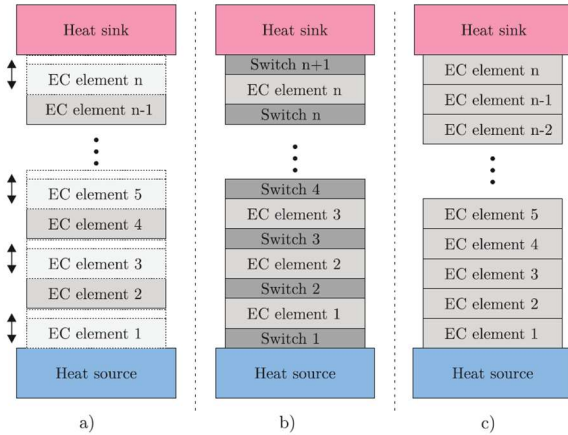 Heat sink
EC element n
EC element n-1
EC element 5
EC element 4
EC element 3
EC element 2
EC element 1
Heat source
a)
Heat sink
Switch n+1
EC element n
Switch n
Switch 4
EC element 3
Switch 3
EC element 2
Switch 2
EC element 1
Switch 1
Heat source
b)
Heat sink
EC element n
EC element n-1
EC element n-2
EC element 5
EC element 4
EC element 3
EC element 2
EC element 1
Heat source
c)